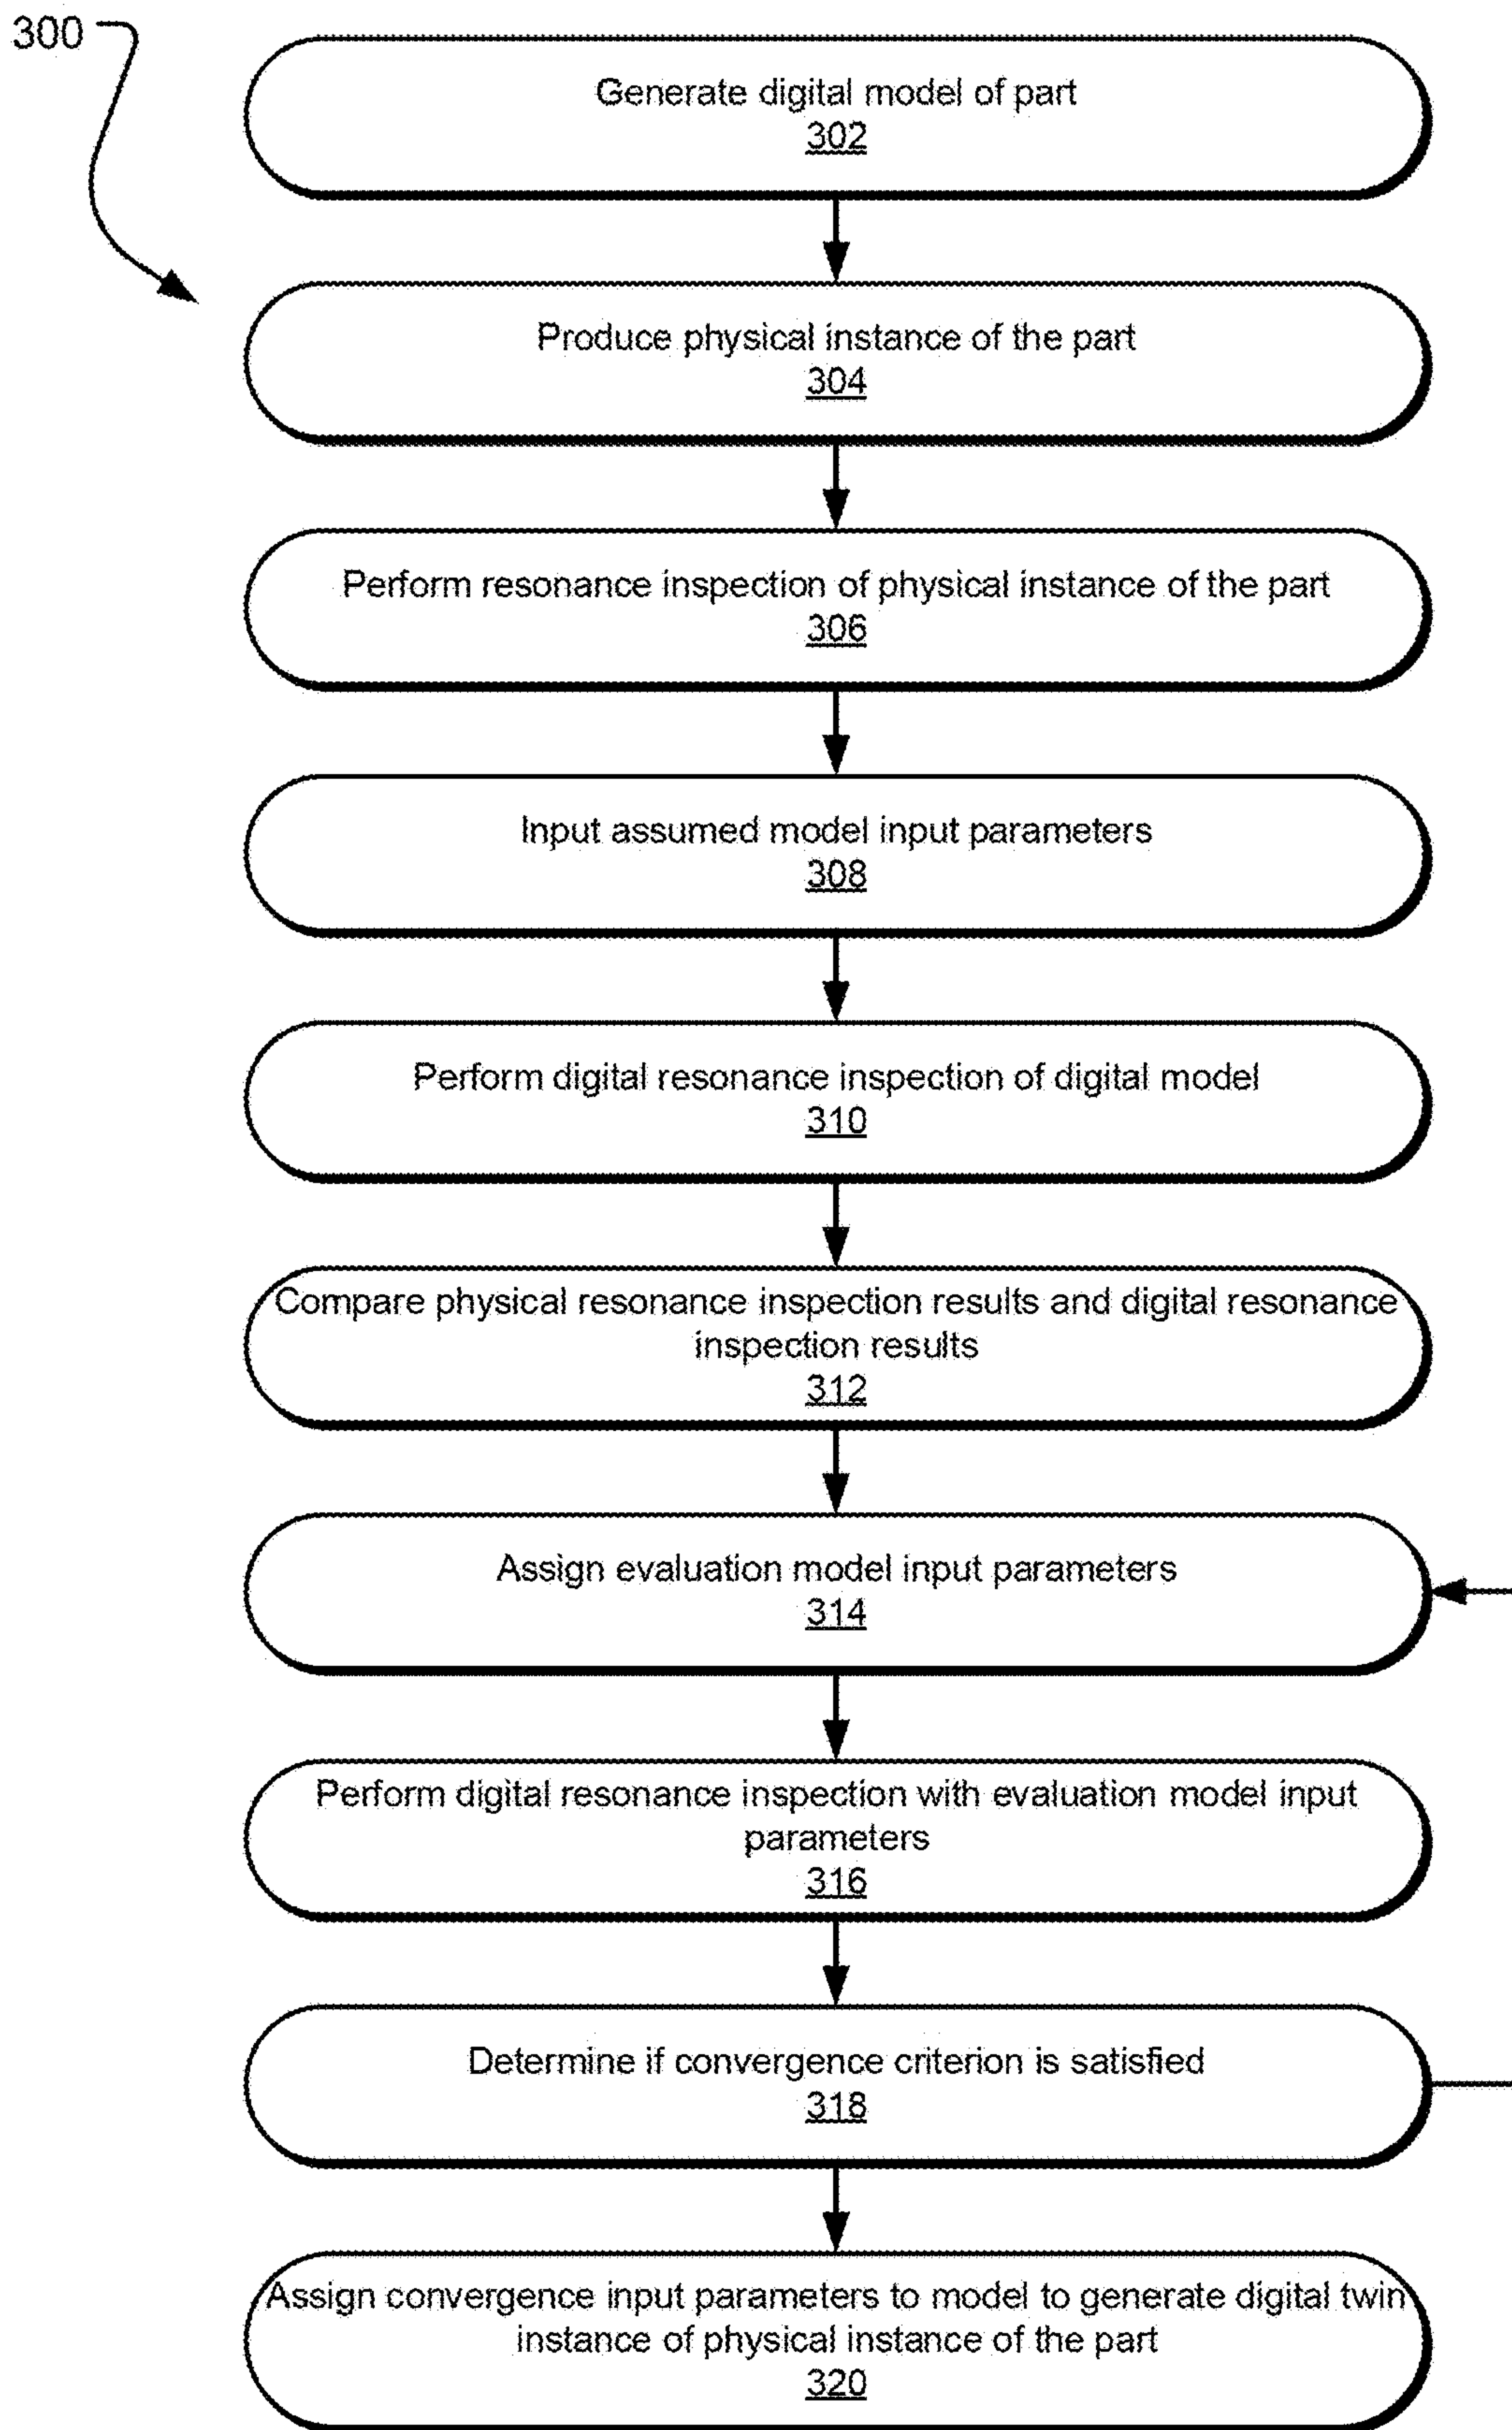 300
Generate digital model of part
302
Produce physical instance of the part
304
Perform resonance inspection of physical instance of the part
306
Input assumed model input parameters
308
Perform digital resonance inspection of digital model
310
Compare physical resonance inspection results and digital resonance
inspection results
312
Assign evaluation model input parameters
314
Perform digital resonance inspection with evaluation model input
parameters
316
Determine if convergence criterion is satisfied
318
Assign convergence input parameters to model to generate digital twin
instance of physical instance of the part
320